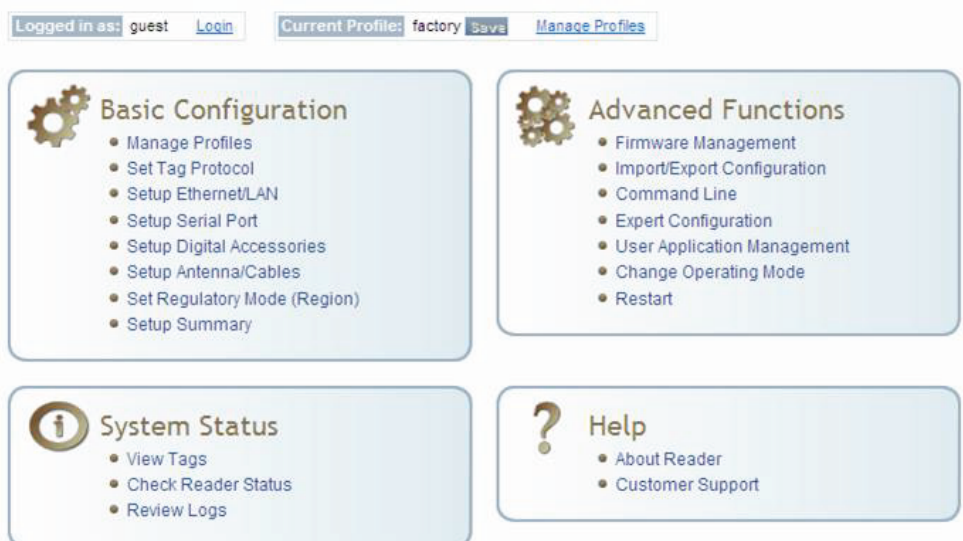 Logged in as: guest Login Current Profile: factory Save Manage Profiles
Basic Configuration
Manage Profiles
Set Tag Protocol
Setup Ethernet/LAN
Setup Serial Port
Setup Digital Accessories
Setup Antenna/Cables
Set Regulatory Mode (Region)
Setup Summary
Advanced Functions
Firmware Management
Import/Export Configuration
Command Line
Expert Configuration
User Application Management
Change Operating Mode
Restart
System Status
View Tags
Check Reader Status
Review Logs
Help
About Reader
Customer Support